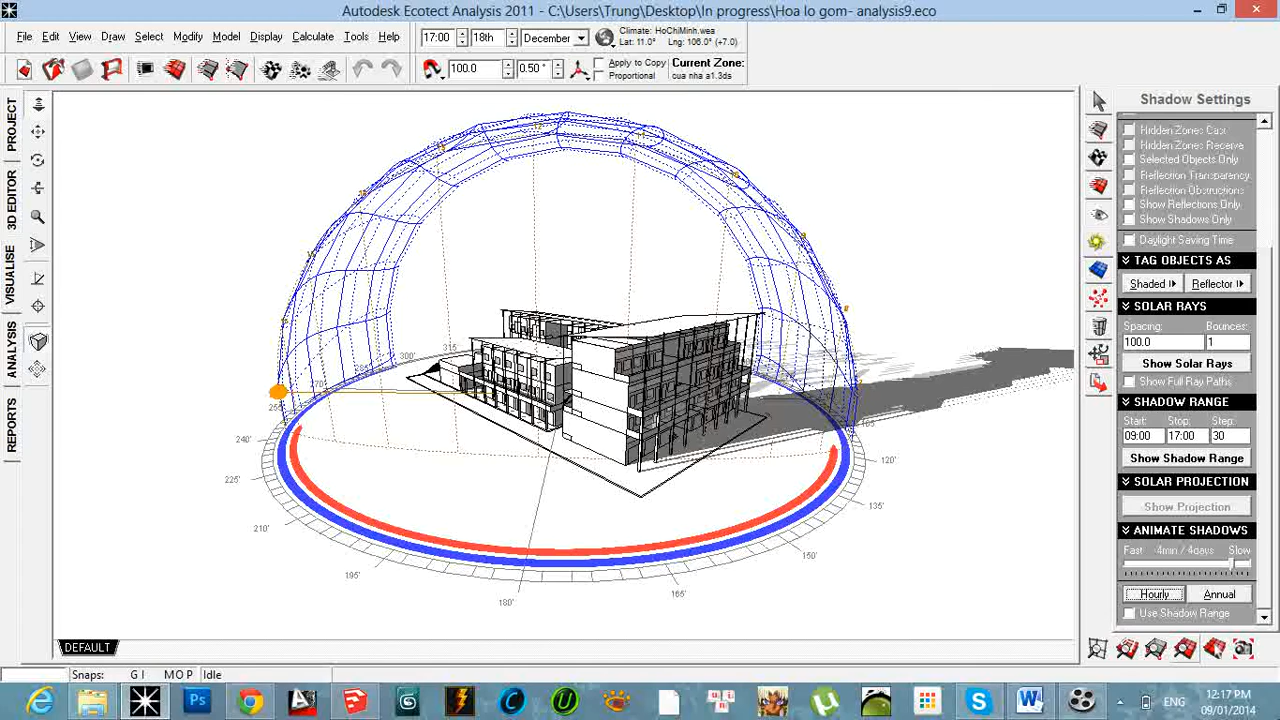 Autodesk Ecotect Analysis 2011 - C:\Users\Trung\Desktop\In progress\Hoa lo gom- analysis9.eco
File Edit View Draw Select Modify Model Display Calculate Tools Help
17:00 18th December
Climate: HoChiMinh.wea
Lat: 11.0° Lng: 106.0° (+7.0)
100.0 0.50 °
Apply to Copy
Proportional
Current Zone:
cua nha a1.3ds
PROJECT
3D EDITOR
VISUALISE
ANALYSIS
REPORTS
Shadow Settings
Hidden Zones Cast
Hidden Zones Receive
Selected Objects Only
Reflection Transparency
Reflection Obstructions
Show Reflections Only
Show Shadows Only
Daylight Saving Time
TAG OBJECTS AS
Shaded Reflector
SOLAR RAYS
Spacing: Bounces:
100.0 1
Show Solar Rays
Show Full Ray Paths
SHADOW RANGE
Start: Stop: Step:
09:00 17:00 30
Show Shadow Range
SOLAR PROJECTION
Show Projection
ANIMATE SHADOWS
Fast 4mn / 4days Slow
Hourly Annual
Use Shadow Range
300°
315
240°
225°
210°
195°
180°
165°
150°
135°
120°
105
DEFAULT
Snaps: G I M O P Idle
ENG
12:17 PM
09/01/2014